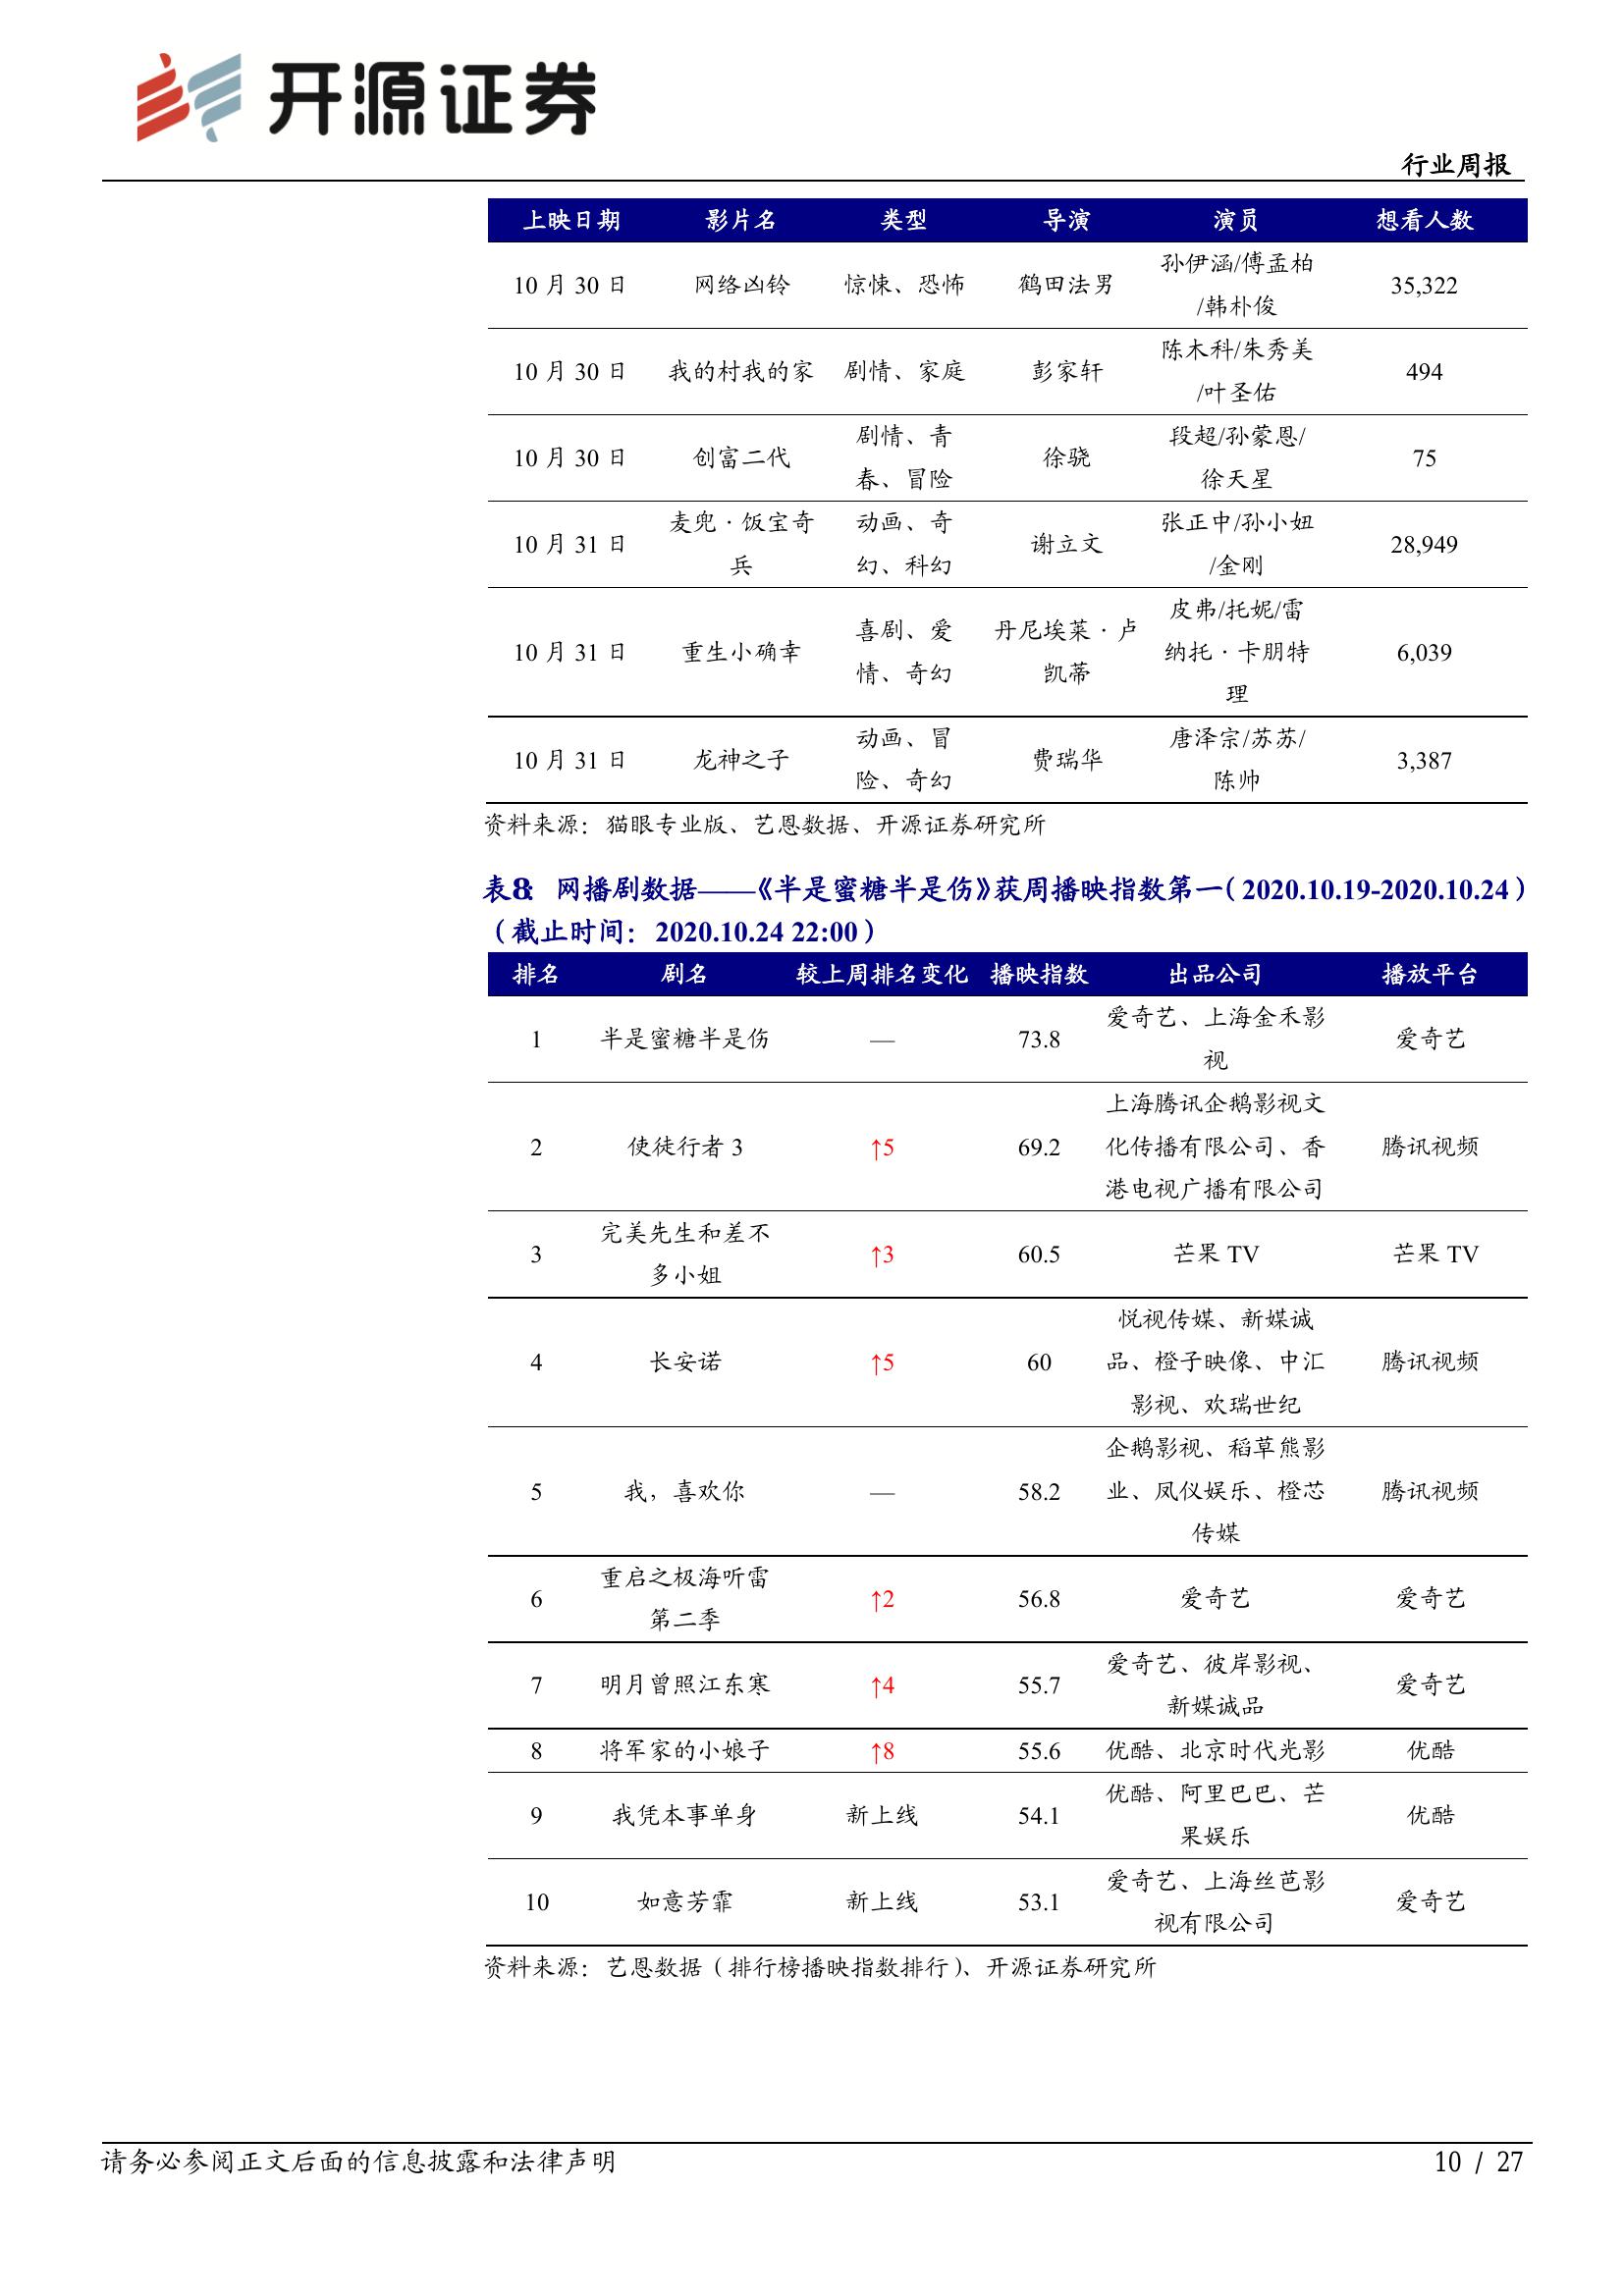 开源证券
行业周报
上映日期 影片名 类型 导演 演员 想看人数
孙伊涵/傅孟柏
10 月 30 日 网络凶铃 惊悚、恐怖 鹤田法男 35,322
/韩朴俊
陈木科/朱秀美
10 月 30 日 我的村我的家 剧情、家庭 彭家轩 494
/叶圣佑
剧情、青 段超/孙蒙恩/
10 月 30 日 创富二代 徐骁 75
春、冒险 徐天星
麦兜·饭宝奇 动画、奇 张正中/孙小妞
10 月 31 日 谢立文 28,949
兵 幻、科幻 /金刚
皮弗/托妮/雷
喜剧、爱 丹尼埃莱·卢
10 月 31 日 重生小确幸 纳托·卡朋特 6,039
情、奇幻 凯蒂
理
动画、冒 唐泽宗/苏苏/
10 月 31 日 龙神之子 费瑞华 3,387
险、奇幻 陈帅
资料来源：猫眼专业版、艺恩数据、开源证券研究所
表8： 网播剧数据——《半是蜜糖半是伤》获周播映指数第一（2020.10.19-2020.10.24）
（截止时间：2020.10.24 22:00）
排名 剧名 较上周排名变化 播映指数 出品公司 播放平台
爱奇艺、上海金禾影
1 半是蜜糖半是伤 — 73.8 爱奇艺
视
上海腾讯企鹅影视文
2 使徒行者 3 ↑5 69.2 化传播有限公司、香 腾讯视频
港电视广播有限公司
完美先生和差不
3 ↑3 60.5 芒果 TV 芒果 TV
多小姐
悦视传媒、新媒诚
4 长安诺 ↑5 60 品、橙子映像、中汇 腾讯视频
影视、欢瑞世纪
企鹅影视、稻草熊影
5 我，喜欢你 — 58.2 业、凤仪娱乐、橙芯 腾讯视频
传媒
重启之极海听雷
6 ↑2 56.8 爱奇艺 爱奇艺
第二季
爱奇艺、彼岸影视、
7 明月曾照江东寒 ↑4 55.7 爱奇艺
新媒诚品
8 将军家的小娘子 ↑8 55.6 优酷、北京时代光影 优酷
优酷、阿里巴巴、芒
9 我凭本事单身 新上线 54.1 优酷
果娱乐
爱奇艺、上海丝芭影
10 如意芳霏 新上线 53.1 爱奇艺
视有限公司
资料来源：艺恩数据（排行榜播映指数排行）、开源证券研究所
请务必参阅正文后面的信息披露和法律声明 10 / 27